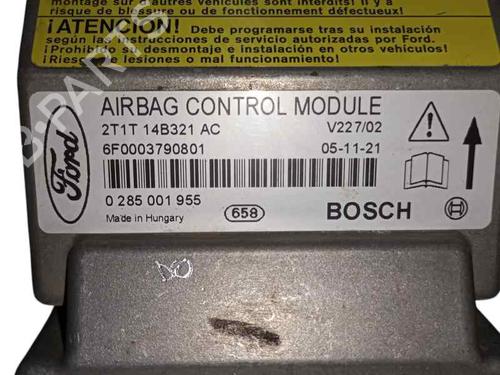 montage sur d'autres véhicules sont interdits! Il y a
risque de blessure ou de fonctionnement défectueux!
¡ATENCIÓN! Debe programarse tras su instalación
según las instrucciones de servicio autorizadas por Ford.
¡Prohibido su desmontaje e instalación en otros vehículos!
¡Riesgo de lesiones o mal funcionamiento!
AIRBAG CONTROL MODULE
2T1T 14B321 AC V227/02
6F0003790801 05-11-21
Ford
0 285 001 955
Made in Hungary 658 BOSCH